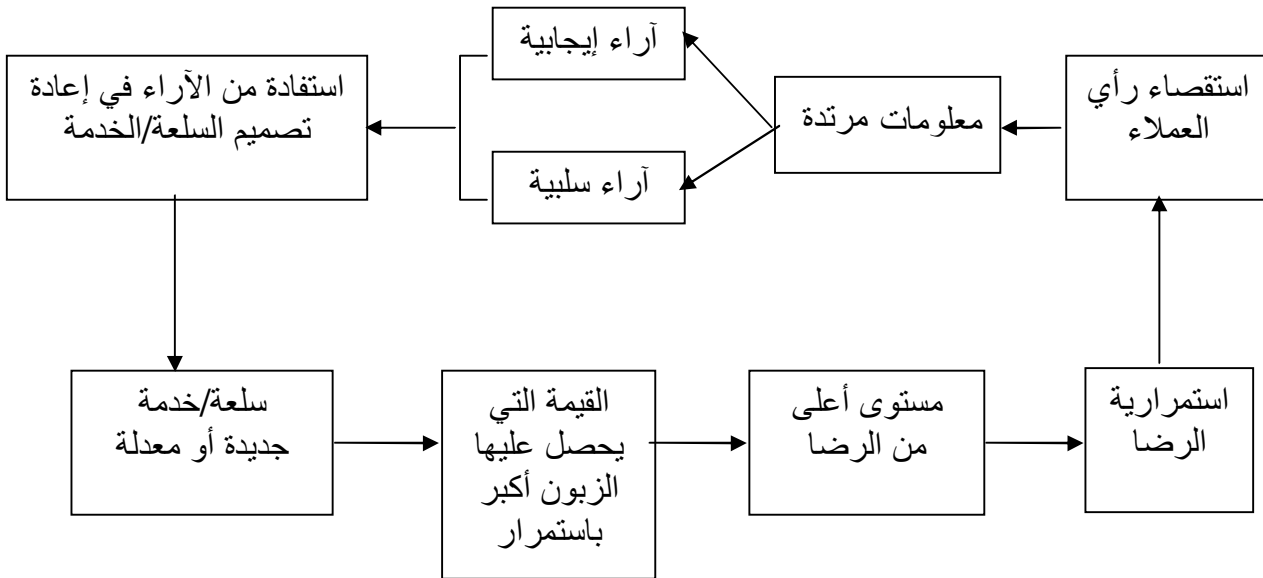 استقصاء رأي
العملاء
معلومات مرتدة
آراء إيجابية
آراء سلبية
استفادة من الآراء في إعادة
تصميم السلعة/الخدمة
سلعة/خدمة
جديدة أو معدلة
القيمة التي
يحصل عليها
الزبون أكبر
باستمرار
مستوى أعلى
من الرضا
استمرارية
الرضا